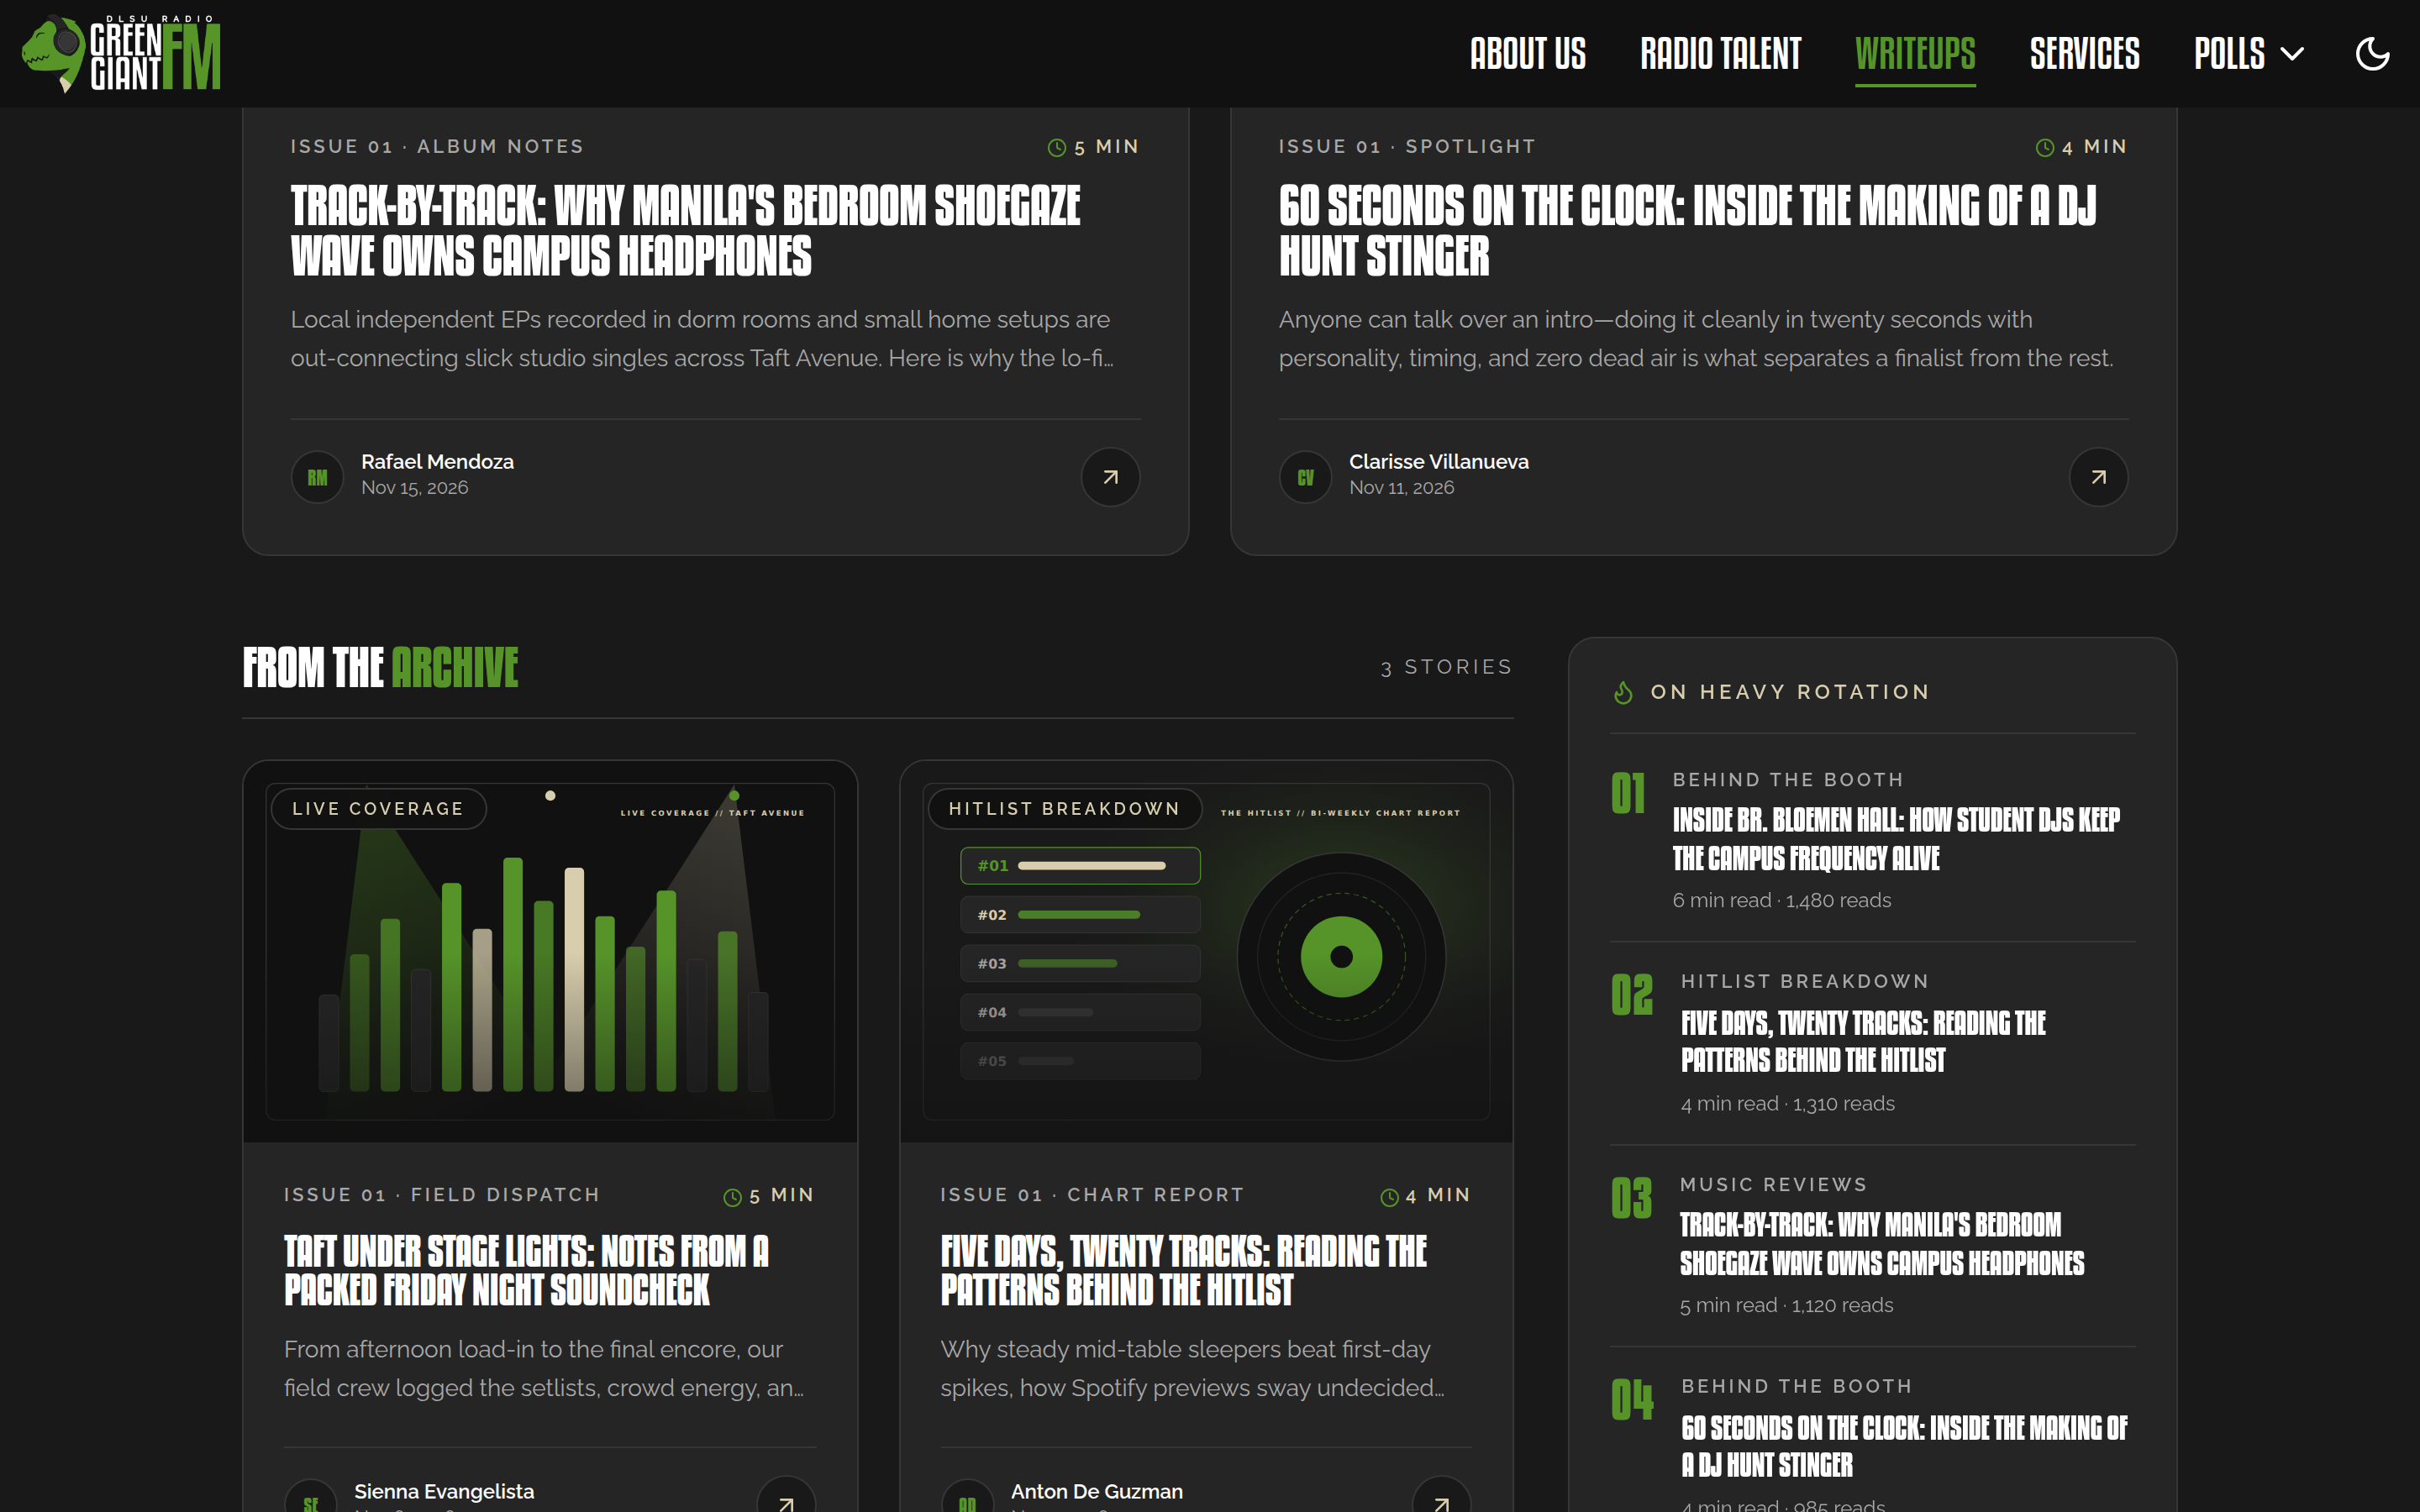 DLSU RADIO
GREEN GIANT FM
ABOUT US
RADIO TALENT
WRITEUPS
SERVICES
POLLS
ISSUE 01 · ALBUM NOTES
5 MIN
TRACK-BY-TRACK: WHY MANILA'S BEDROOM SHOEGAZE
WAVE OWNS CAMPUS HEADPHONES
Local independent EPs recorded in dorm rooms and small home setups are
out-connecting slick studio singles across Taft Avenue. Here is why the lo-fi…
RM
Rafael Mendoza
Nov 15, 2026
ISSUE 01 · SPOTLIGHT
4 MIN
60 SECONDS ON THE CLOCK: INSIDE THE MAKING OF A DJ
HUNT STINGER
Anyone can talk over an intro—doing it cleanly in twenty seconds with
personality, timing, and zero dead air is what separates a finalist from the rest.
CV
Clarisse Villanueva
Nov 11, 2026
FROM THE ARCHIVE
3 STORIES
LIVE COVERAGE
LIVE COVERAGE // TAFT AVENUE
ISSUE 01 · FIELD DISPATCH
5 MIN
TAFT UNDER STAGE LIGHTS: NOTES FROM A
PACKED FRIDAY NIGHT SOUNDCHECK
From afternoon load-in to the final encore, our
field crew logged the setlists, crowd energy, an…
SE
Sienna Evangelista
HITLIST BREAKDOWN
THE HITLIST // BI-WEEKLY CHART REPORT
#01
#02
#03
#04
#05
ISSUE 01 · CHART REPORT
4 MIN
FIVE DAYS, TWENTY TRACKS: READING THE
PATTERNS BEHIND THE HITLIST
Why steady mid-table sleepers beat first-day
spikes, how Spotify previews sway undecided…
AD
Anton De Guzman
ON HEAVY ROTATION
01
BEHIND THE BOOTH
INSIDE BR. BLOEMEN HALL: HOW STUDENT DJS KEEP
THE CAMPUS FREQUENCY ALIVE
6 min read · 1,480 reads
02
HITLIST BREAKDOWN
FIVE DAYS, TWENTY TRACKS: READING THE
PATTERNS BEHIND THE HITLIST
4 min read · 1,310 reads
03
MUSIC REVIEWS
TRACK-BY-TRACK: WHY MANILA'S BEDROOM
SHOEGAZE WAVE OWNS CAMPUS HEADPHONES
5 min read · 1,120 reads
04
BEHIND THE BOOTH
60 SECONDS ON THE CLOCK: INSIDE THE MAKING OF
A DJ HUNT STINGER
4 min read · 985 reads